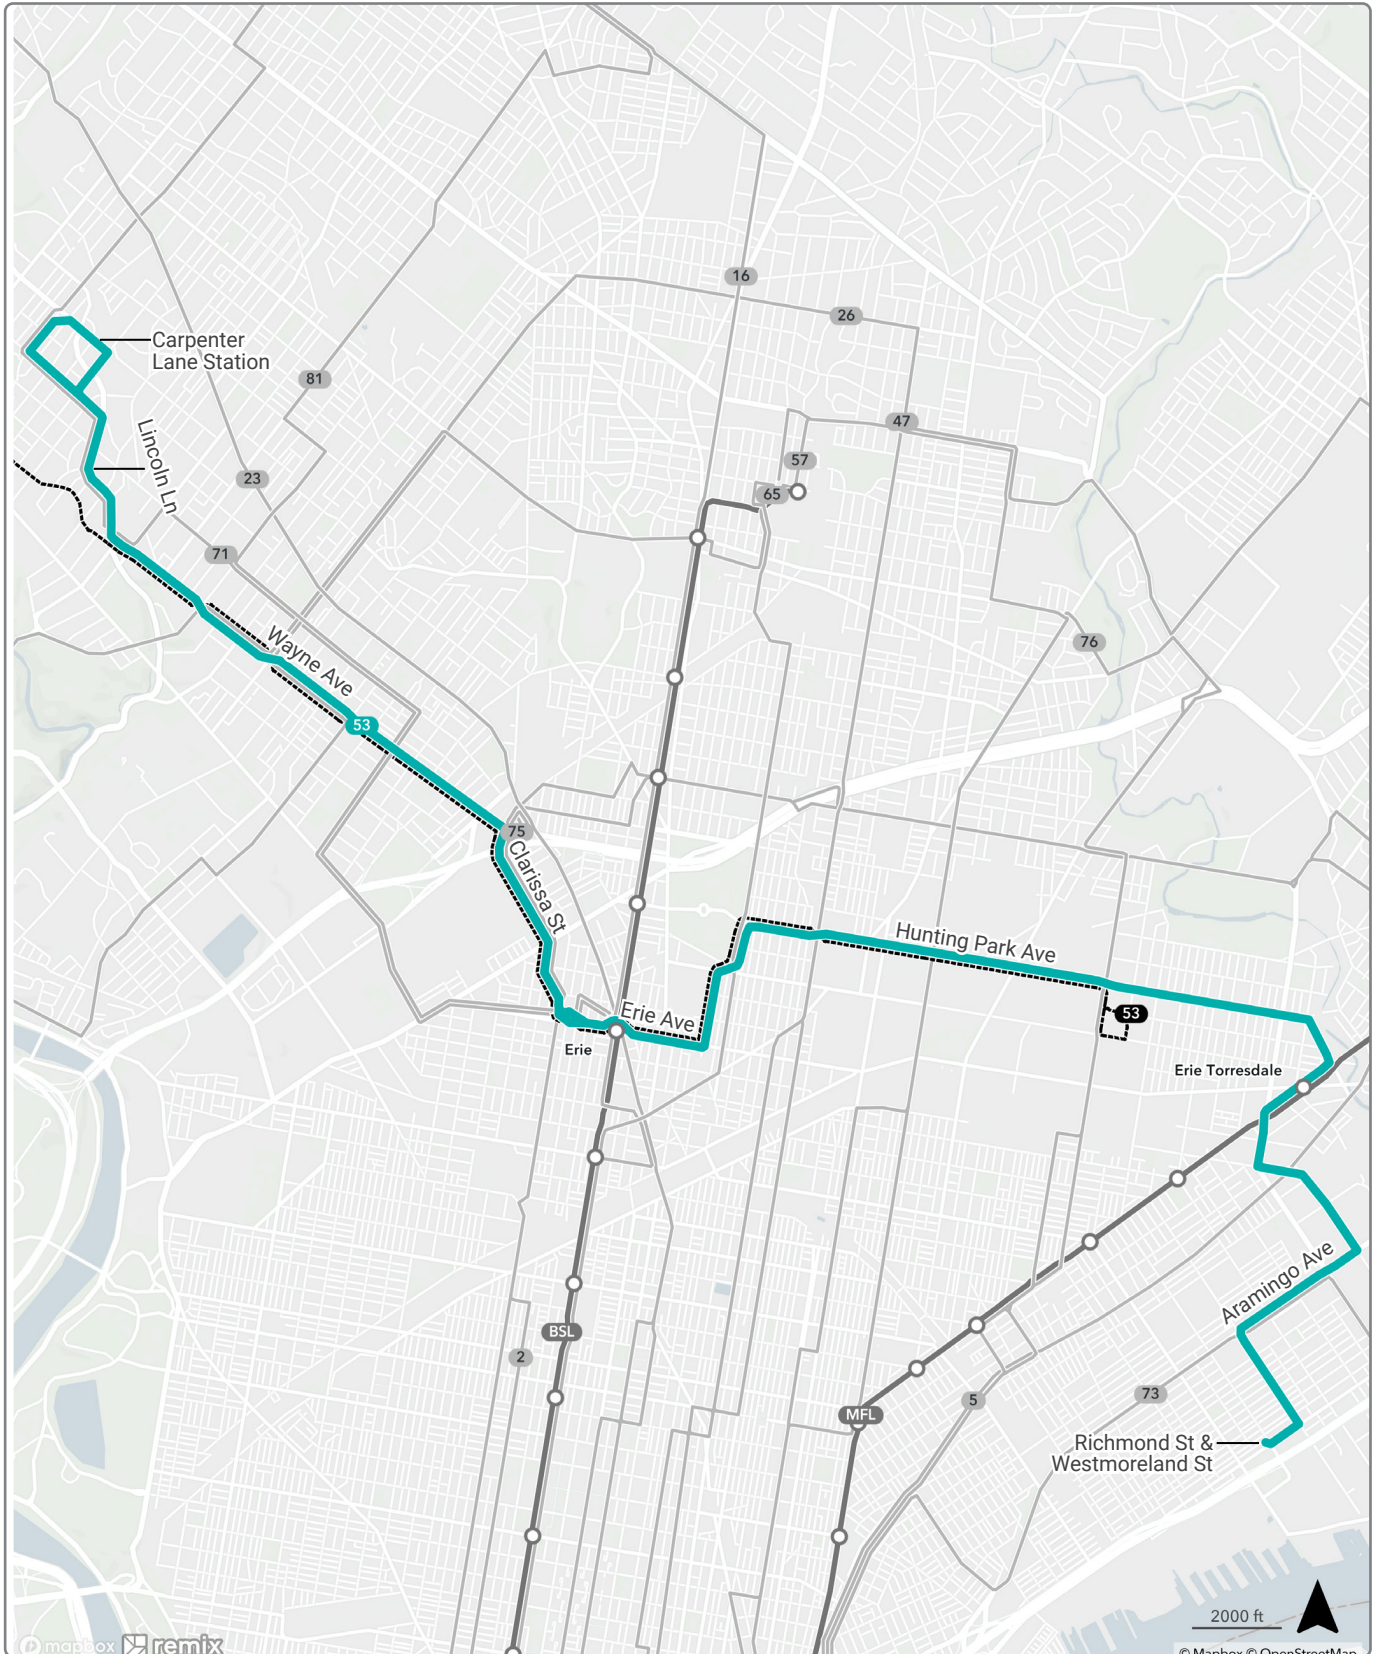 16
26
Carpenter
Lane Station
81
47
Lincoln Ln
57
23
65
71
76
Wayne Ave
53
75
Clarissa St
Hunting Park Ave
Erie Ave
53
Erie
Erie Torresdale
Aramingo Ave
BSL
2
73
5
MFL
Richmond St &
Westmoreland St
2000 ft
mapbox remix
© Mapbox © OpenStreetMap